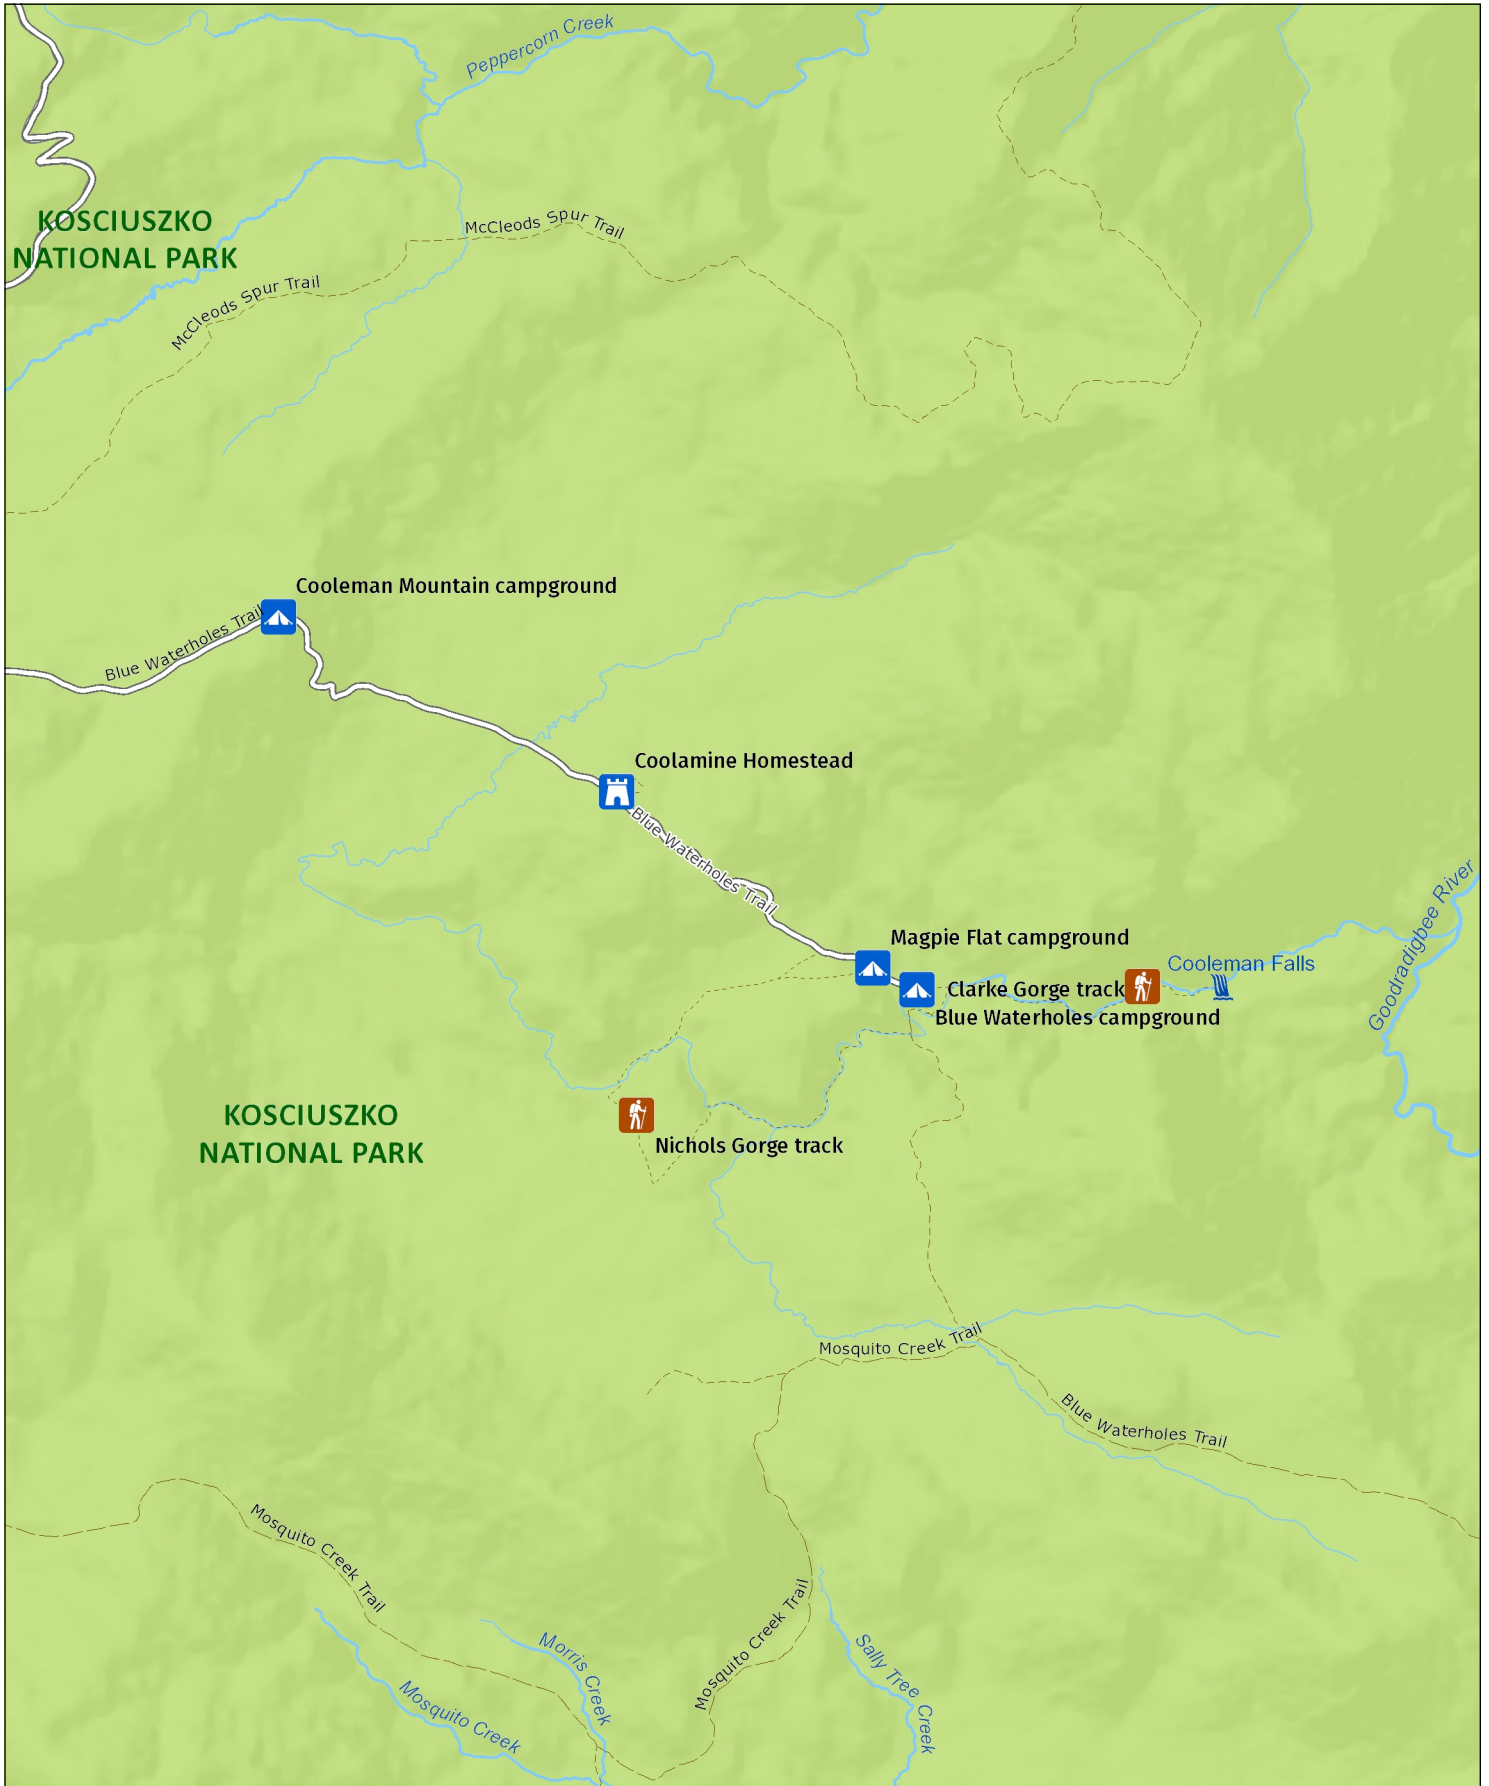 Peppercorn Creek
KOSCIUSZKO
NATIONAL PARK
McCleods Spur Trail
McCleods Spur Trail
Cooleman Mountain campground
Blue Waterholes Trail
Coolamine Homestead
Blue Waterholes Trail
Goodradigbee River
Magpie Flat campground
Cooleman Falls
Clarke Gorge track
Blue Waterholes campground
KOSCIUSZKO
NATIONAL PARK
Nichols Gorge track
Mosquito Creek Trail
Blue Waterholes Trail
Mosquito Creek Trail
Mosquito Creek Trail
Morris Creek
Sally Tree Creek
Mosquito Creek